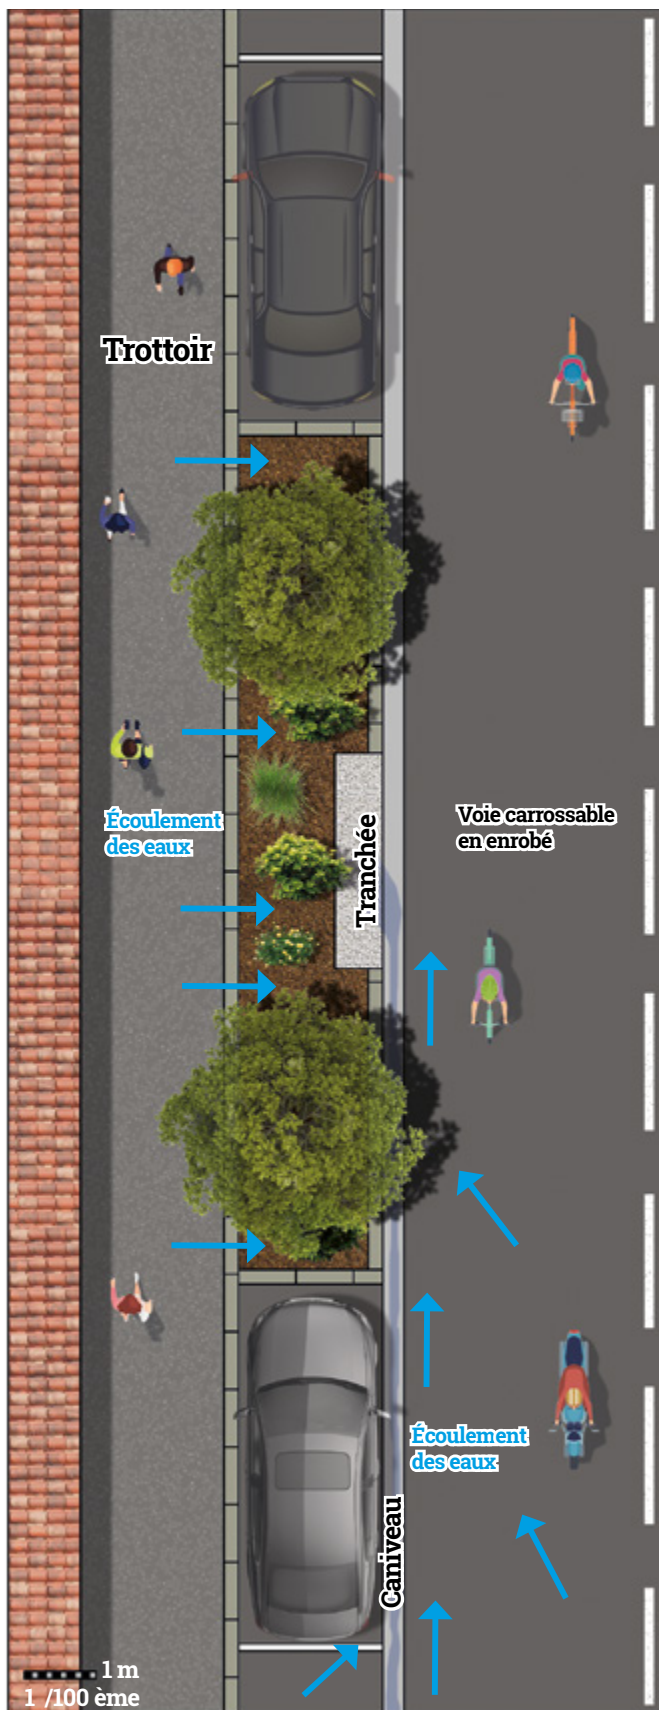 Trottoir
Écoulement
des eaux
Tranchée
Voie carrossable
en enrobé
Écoulement
des eaux
Caniveau
1 m
1 /100 ème